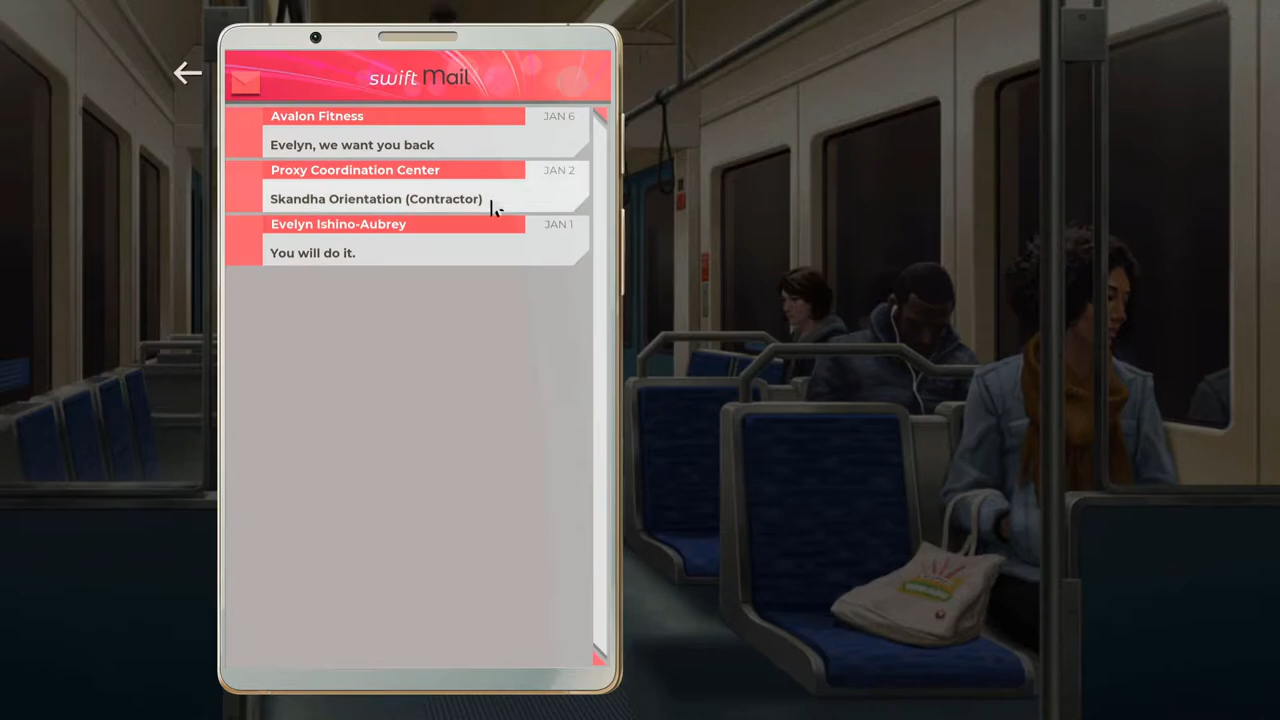 swift Mail
Avalon Fitness JAN 6
Evelyn, we want you back
Proxy Coordination Center JAN 2
Skandha Orientation (Contractor)
Evelyn Ishino-Aubrey JAN 1
You will do it.